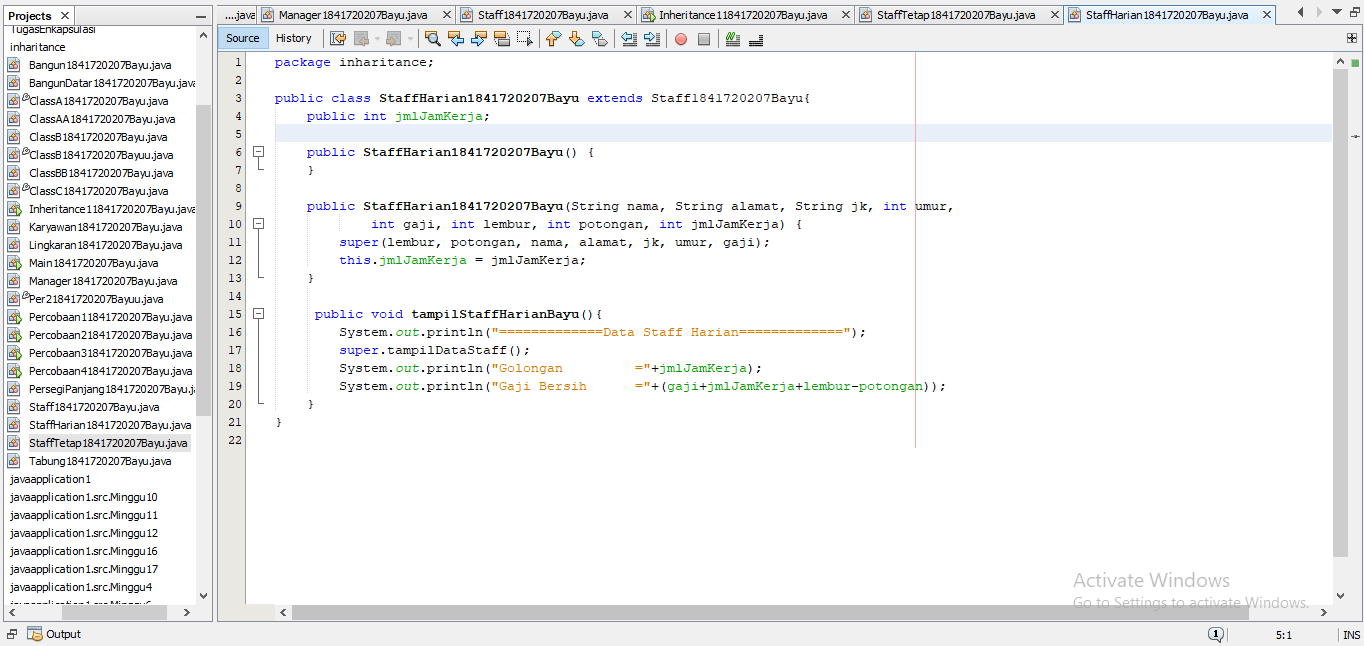 Projects
....java
Manager1841720207Bayu.java
Staff1841720207Bayu.java
Inheritance11841720207Bayu.java
StaffTetap1841720207Bayu.java
StaffHarian1841720207Bayu.java
Source
History
TugasEnkapsulasi
inharitance
Bangun1841720207Bayu.java
BangunDatar1841720207Bayu.java
ClassA1841720207Bayu.java
ClassAA1841720207Bayu.java
ClassB1841720207Bayu.java
ClassB1841720207Bayuu.java
ClassBB1841720207Bayu.java
ClassC1841720207Bayu.java
Inheritance11841720207Bayu.java
Karyawan1841720207Bayu.java
Lingkaran1841720207Bayu.java
Main1841720207Bayu.java
Manager1841720207Bayu.java
Per21841720207Bayuu.java
Percobaan11841720207Bayu.java
Percobaan21841720207Bayu.java
Percobaan31841720207Bayu.java
Percobaan41841720207Bayu.java
PersegiPanjang1841720207Bayu.ja
Staff1841720207Bayu.java
StaffHarian1841720207Bayu.java
StaffTetap1841720207Bayu.java
Tabung1841720207Bayu.java
javaapplication1
javaapplication1.src.Minggu10
javaapplication1.src.Minggu11
javaapplication1.src.Minggu12
javaapplication1.src.Minggu16
javaapplication1.src.Minggu17
javaapplication1.src.Minggu4
1 package inharitance;
2
3 public class StaffHarian1841720207Bayu extends Staff1841720207Bayu{
4 public int jmlJamKerja;
5
6 public StaffHarian1841720207Bayu() {
7 }
8
9 public StaffHarian1841720207Bayu(String nama, String alamat, String jk, int umur,
10 int gaji, int lembur, int potongan, int jmlJamKerja) {
11 super(lembur, potongan, nama, alamat, jk, umur, gaji);
12 this.jmlJamKerja = jmlJamKerja;
13 }
14
15 public void tampilStaffHarianBayu(){
16 System.out.println("=============Data Staff Harian=============");
17 super.tampilDataStaff();
18 System.out.println("Golongan         ="+jmlJamKerja);
19 System.out.println("Gaji Bersih      ="+(gaji+jmlJamKerja+lembur-potongan));
20 }
21 }
22
Activate Windows
Go to Settings to activate Windows.
Output
1
5:1
INS